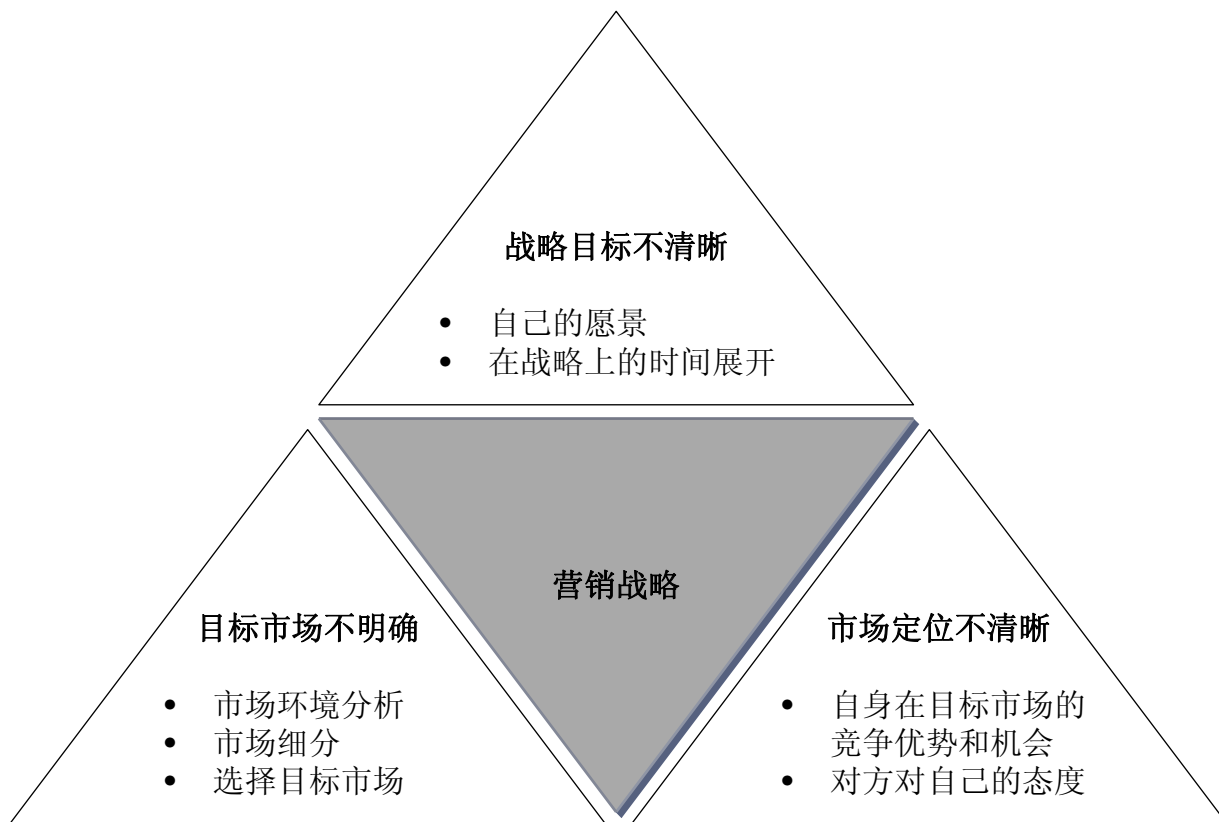 战略目标不清晰
• 自己的愿景
• 在战略上的时间展开
营销战略
目标市场不明确
• 市场环境分析
• 市场细分
• 选择目标市场
市场定位不清晰
• 自身在目标市场的
竞争优势和机会
• 对方对自己的态度